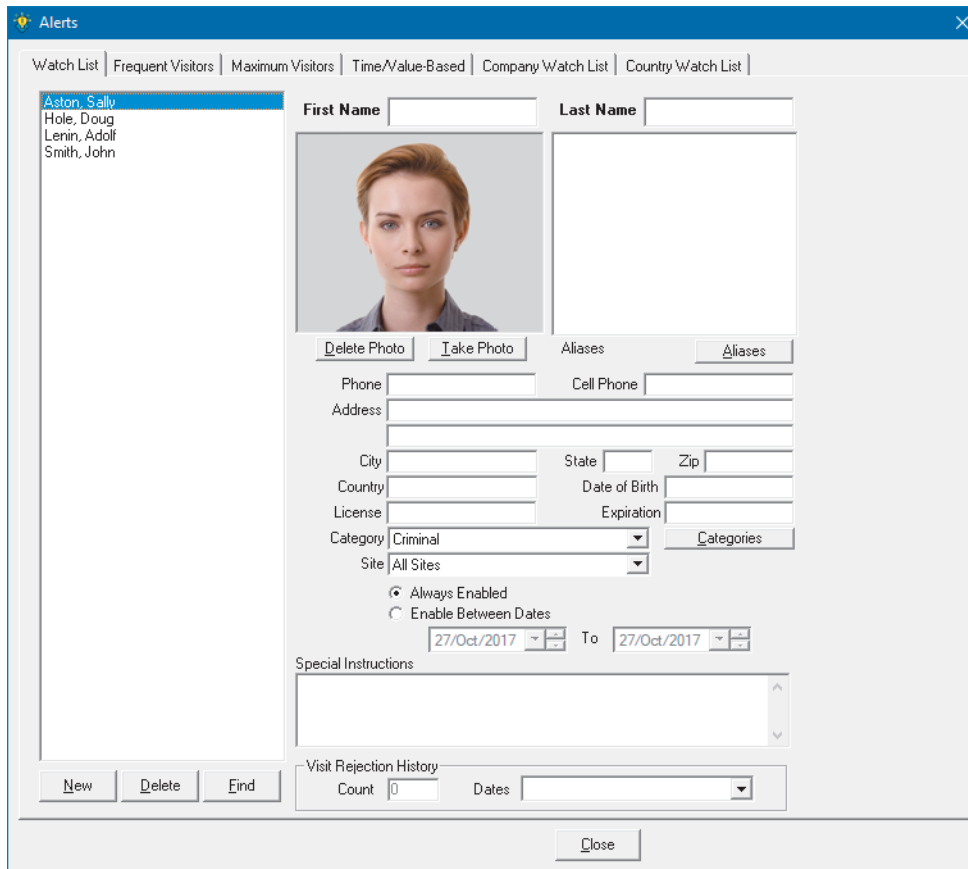 Alerts
Watch List Frequent Visitors Maximum Visitors Time/Value-Based Company Watch List Country Watch List
Aston, Sally
Hole, Doug
Lenin, Adolf
Smith, John
First Name Last Name
Delete Photo Take Photo Aliases Aliases
Phone Cell Phone
Address
City State Zip
Country Date of Birth
License Expiration
Category Criminal Categories
Site All Sites
Always Enabled
Enable Between Dates
27/Oct/2017 To 27/Oct/2017
Special Instructions
Visit Rejection History
Count 0 Dates
New Delete Find
Close